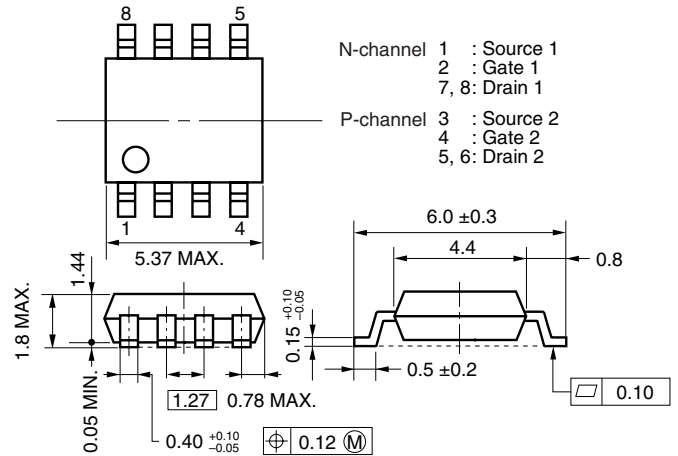 8 5
N-channel 1 : Source 1
2 : Gate 1
7, 8: Drain 1
P-channel 3 : Source 2
4 : Gate 2
5, 6: Drain 2
1 4
5.37 MAX.
6.0 ±0.3
4.4
0.8
1.44
1.8 MAX.
0.05 MIN.
0.15 +0.10 –0.05
0.5 ±0.2
0.10
1.27 0.78 MAX.
0.40 +0.10 –0.05 ⌖ 0.12 Ⓜ